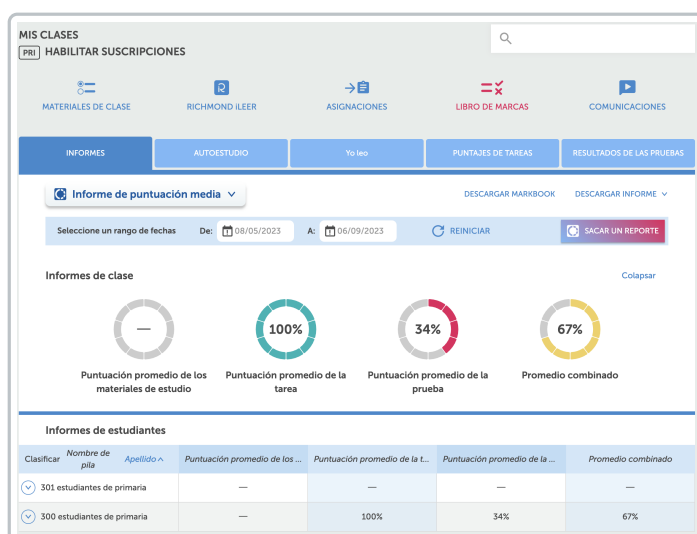 MIS CLASES
PRI HABILITAR SUSCRIPCIONES
MATERIALES DE CLASE
RICHMOND iLEER
ASIGNACIONES
LIBRO DE MARCAS
COMUNICACIONES
INFORMES
AUTOESTUDIO
Yo leo
PUNTAJES DE TAREAS
RESULTADOS DE LAS PRUEBAS
Informe de puntuación media
DESCARGAR MARKBOOK
DESCARGAR INFORME
Seleccione un rango de fechas
De: 08/05/2023
A: 06/09/2023
REINICIAR
SACAR UN REPORTE
Informes de clase
Colapsar
—
100%
34%
67%
Puntuación promedio de los
materiales de estudio
Puntuación promedio de la
tarea
Puntuación promedio de la
prueba
Promedio combinado
Informes de estudiantes
Clasificar
Nombre de
pila
Apellido
Puntuación promedio de los ...
Puntuación promedio de la t...
Puntuación promedio de la ...
Promedio combinado
301 estudiantes de primaria — — — —
300 estudiantes de primaria — 100% 34% 67%